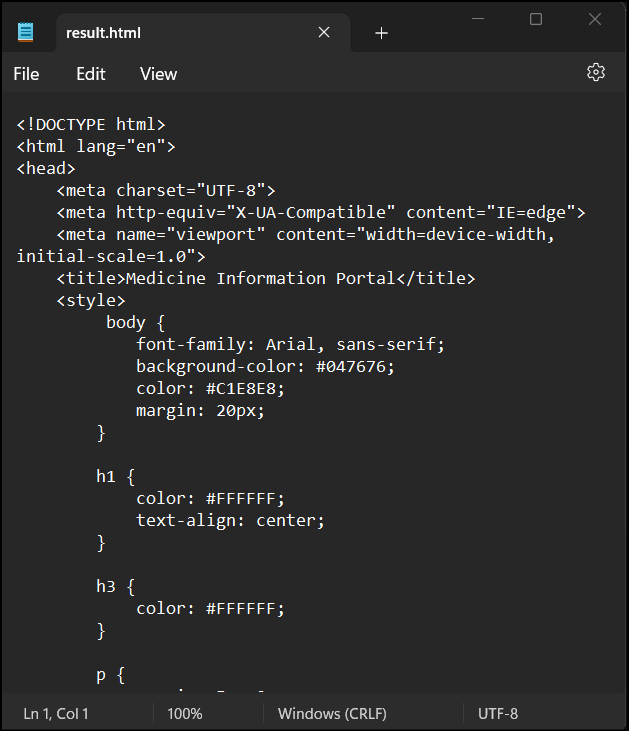 result.html
File Edit View
<!DOCTYPE html>
<html lang="en">
<head>
    <meta charset="UTF-8">
    <meta http-equiv="X-UA-Compatible" content="IE=edge">
    <meta name="viewport" content="width=device-width,
initial-scale=1.0">
    <title>Medicine Information Portal</title>
    <style>
         body {
            font-family: Arial, sans-serif;
            background-color: #047676;
            color: #C1E8E8;
            margin: 20px;
        }

        h1 {
            color: #FFFFFF;
            text-align: center;
        }

        h3 {
            color: #FFFFFF;
        }

        p {
Ln 1, Col 1 100% Windows (CRLF) UTF-8